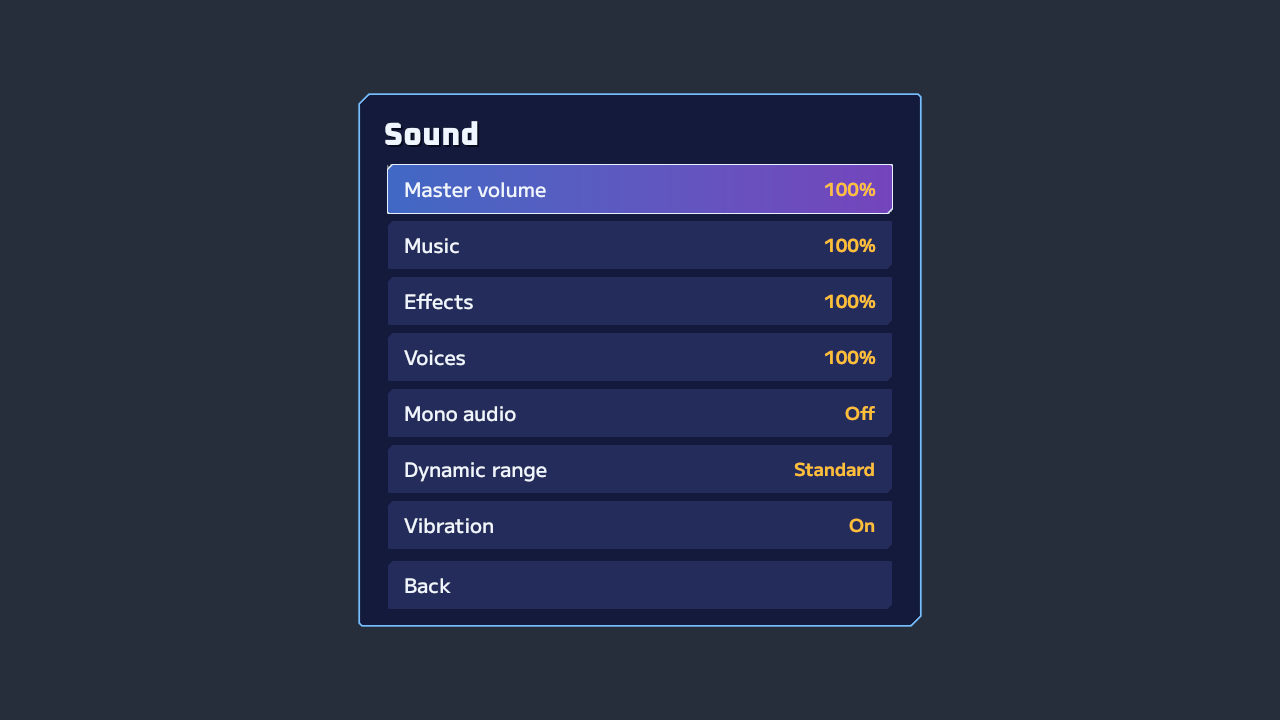 Sound
Master volume 100%
Music 100%
Effects 100%
Voices 100%
Mono audio Off
Dynamic range Standard
Vibration On
Back